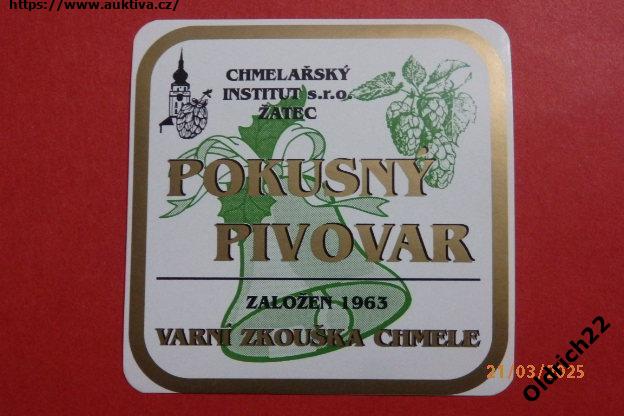 https://www.auktiva.cz/
CHMELAŘSKÝ
INSTITUT s.r.o.
ŽATEC
POKUSNÝ
PIVOVAR
ZALOŽEN 1963
VARNÍ ZKOUŠKA CHMELE
21/03/2025
Oldrich22